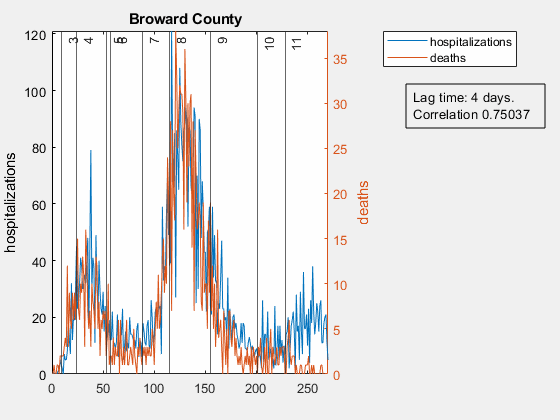 Broward County
hospitalizations
deaths
Lag time: 4 days.
Correlation 0.75037
3 4 5 6 7 8 9 10 11
120
100
80
60
40
20
0
35
30
25
20
15
10
5
0
0 50 100 150 200 250
hospitalizations
deaths